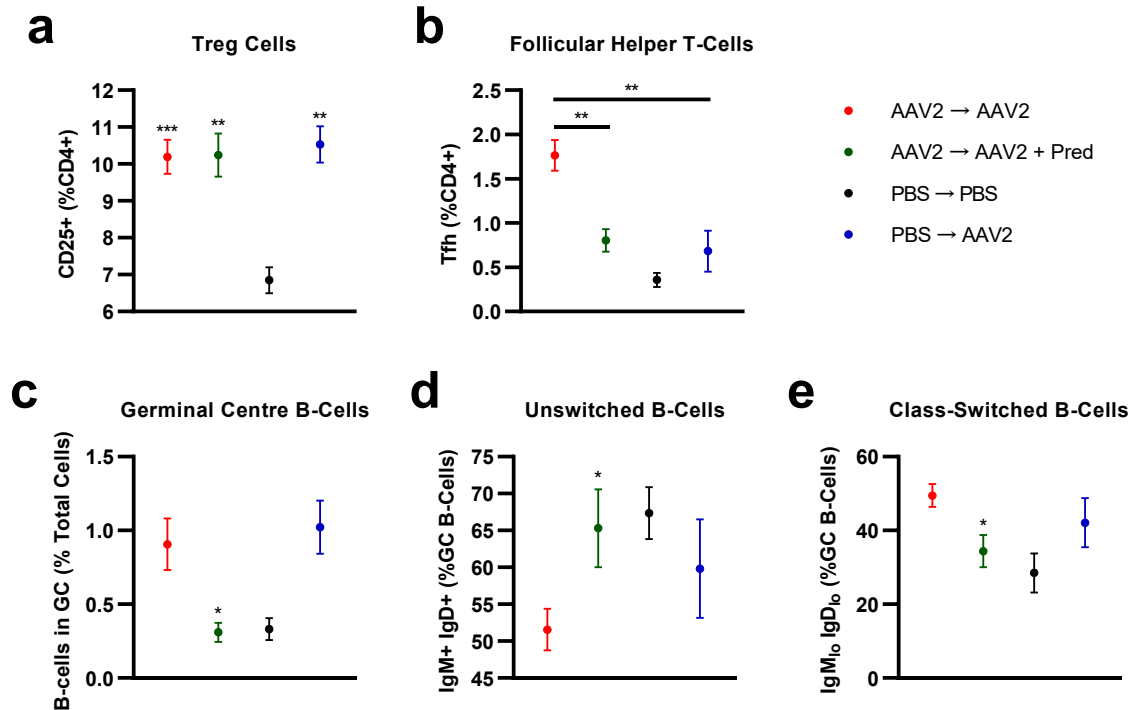 a
Treg Cells
CD25+ (%CD4+)
12
11
10
9
8
7
6
***
**
**
b
Follicular Helper T-Cells
Tfh (%CD4+)
2.5
2.0
1.5
1.0
0.5
0.0
**
**
AAV2 → AAV2
AAV2 → AAV2 + Pred
PBS → PBS
PBS → AAV2
c
Germinal Centre B-Cells
B-cells in GC (% Total Cells)
1.5
1.0
0.5
0.0
*
d
Unswitched B-Cells
IgM+ IgD+ (%GC B-Cells)
75
70
65
60
55
50
45
*
e
Class-Switched B-Cells
IgMlo IgDlo (%GC B-Cells)
60
40
20
0
*